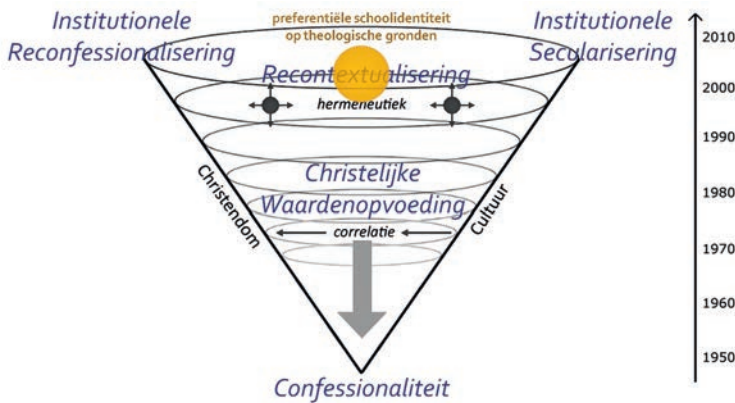 Institutionele
Reconfessionalisering
preferentiële schoolidentiteit
op theologische gronden
Institutionele
Secularisering
Recontextualisering
hermeneutiek
Christelijke
Waardenopvoeding
correlatie
Christendom
Cultuur
Confessionaliteit
2010
2000
1990
1980
1970
1960
1950